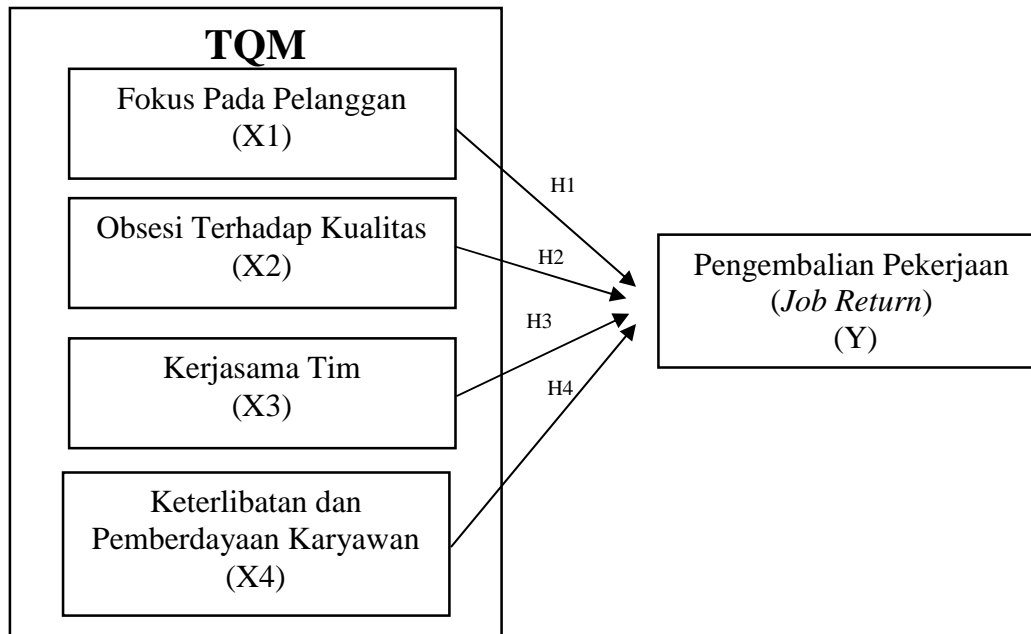 TQM
Fokus Pada Pelanggan
(X1)
Obsesi Terhadap Kualitas
(X2)
Kerjasama Tim
(X3)
Keterlibatan dan
Pemberdayaan Karyawan
(X4)
H1
H2
H3
H4
Pengembalian Pekerjaan
(Job Return)
(Y)